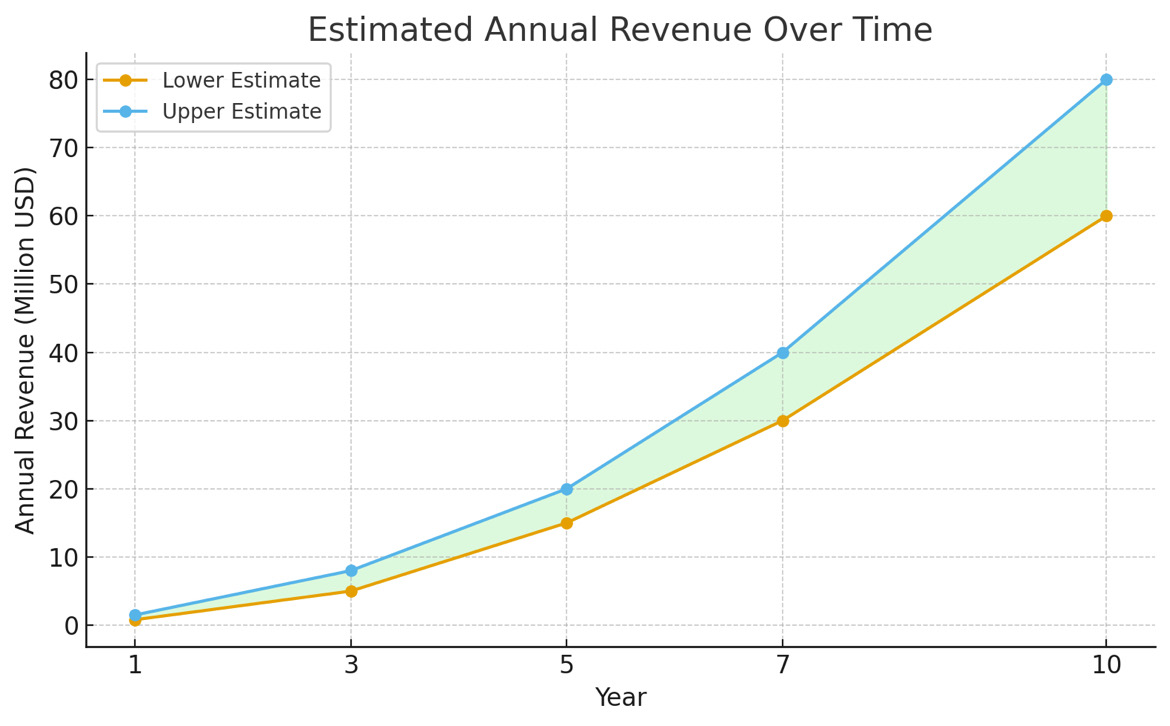 Estimated Annual Revenue Over Time
Lower Estimate
Upper Estimate
Annual Revenue (Million USD)
80
70
60
50
40
30
20
10
0
1 3 5 7 10
Year